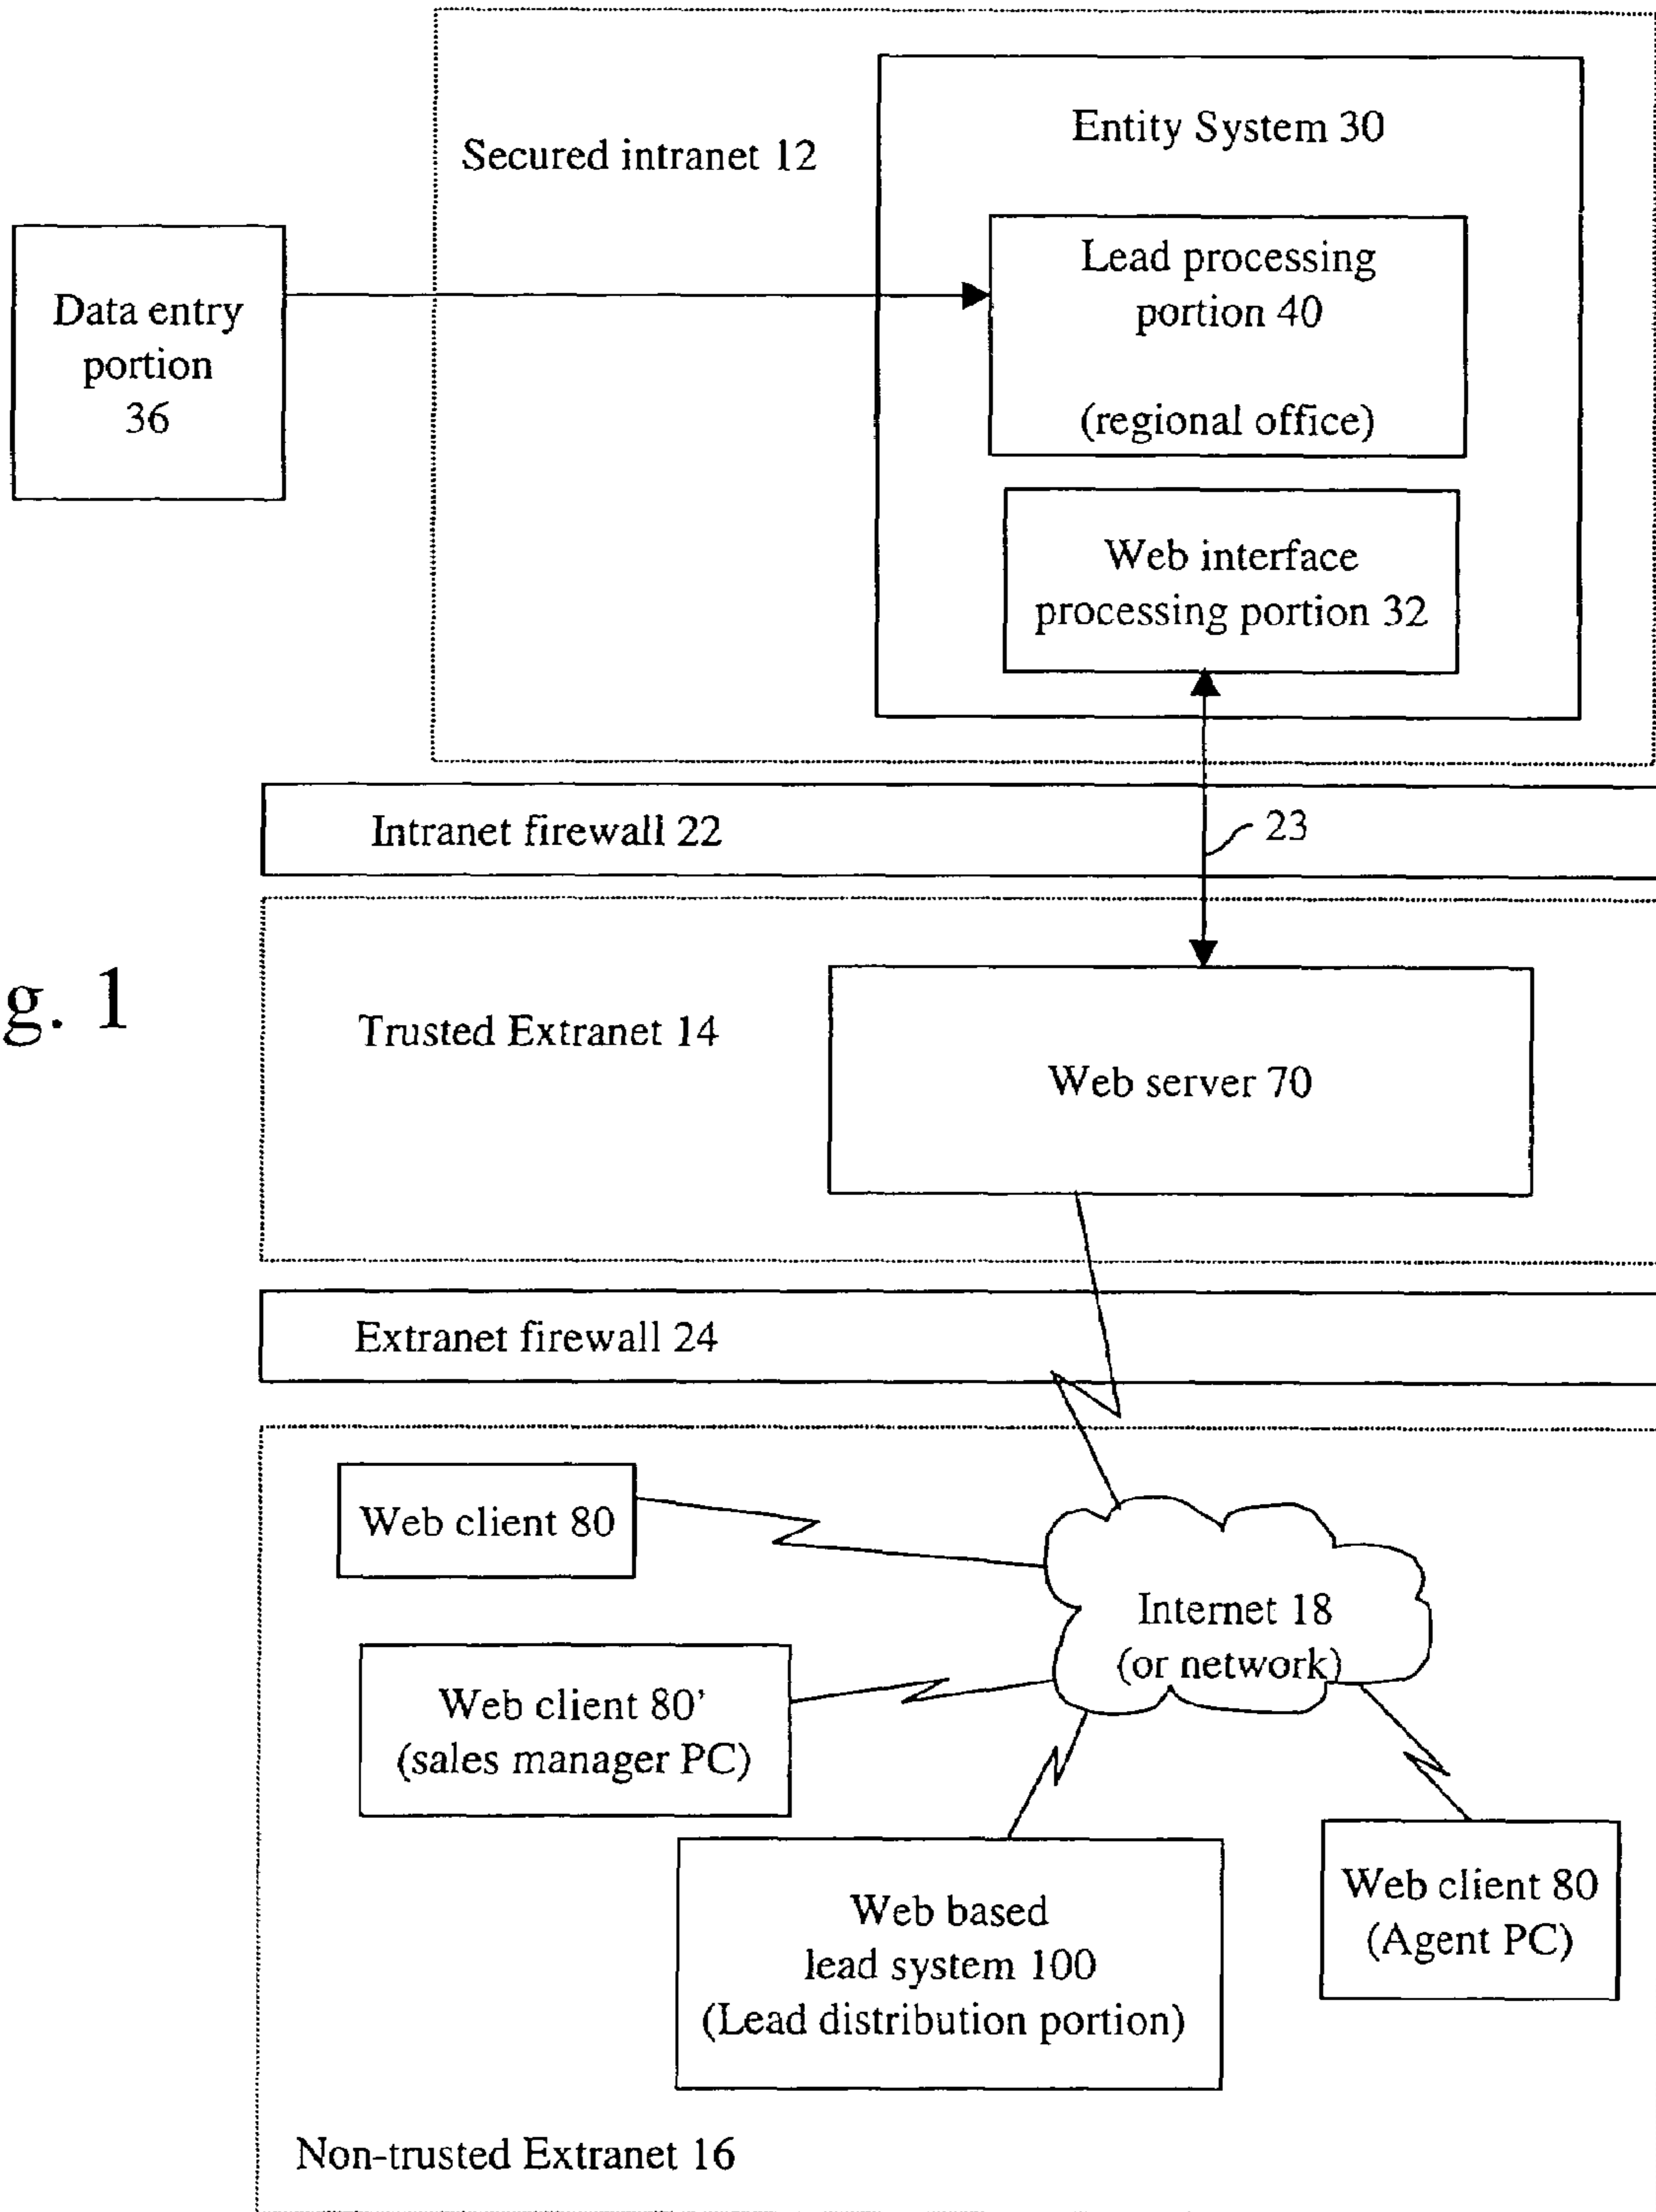 Entity System 30
Secured intranet 12
Lead processing
portion 40
(regional office)
Data entry
portion
36
Web interface
processing portion 32
Intranet firewall 22
23
g. 1
Trusted Extranet 14
Web server 70
Extranet firewall 24
Web client 80
Internet 18
(or network)
Web client 80'
(sales manager PC)
Web client 80
(Agent PC)
Web based
lead system 100
(Lead distribution portion)
Non-trusted Extranet 16